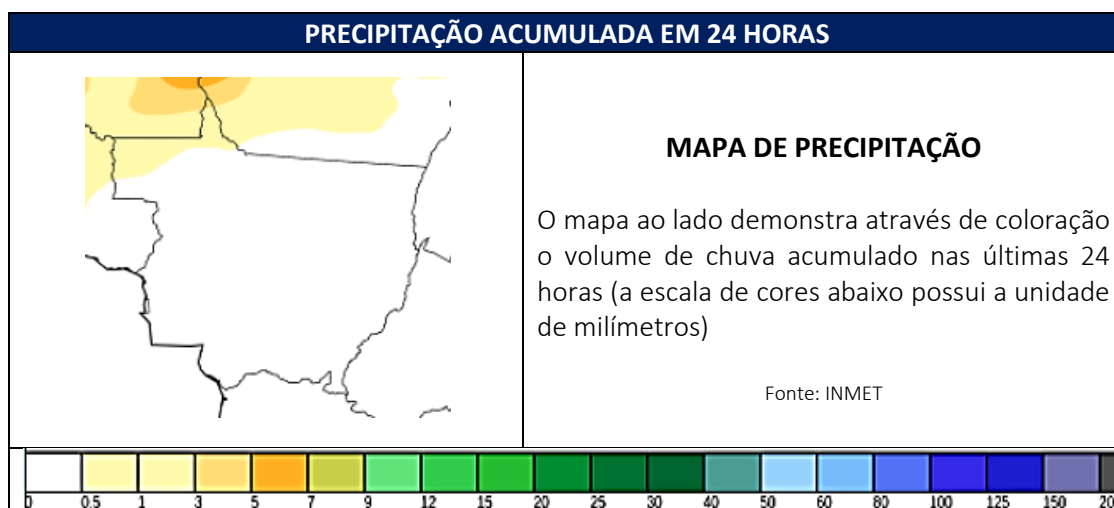 PRECIPITAÇÃO ACUMULADA EM 24 HORAS
MAPA DE PRECIPITAÇÃO
O mapa ao lado demonstra através de coloração
o volume de chuva acumulado nas últimas 24
horas (a escala de cores abaixo possui a unidade
de milímetros)
Fonte: INMET
0 0.5 1 3 5 7 9 12 15 20 25 30 40 50 60 80 100 125 150